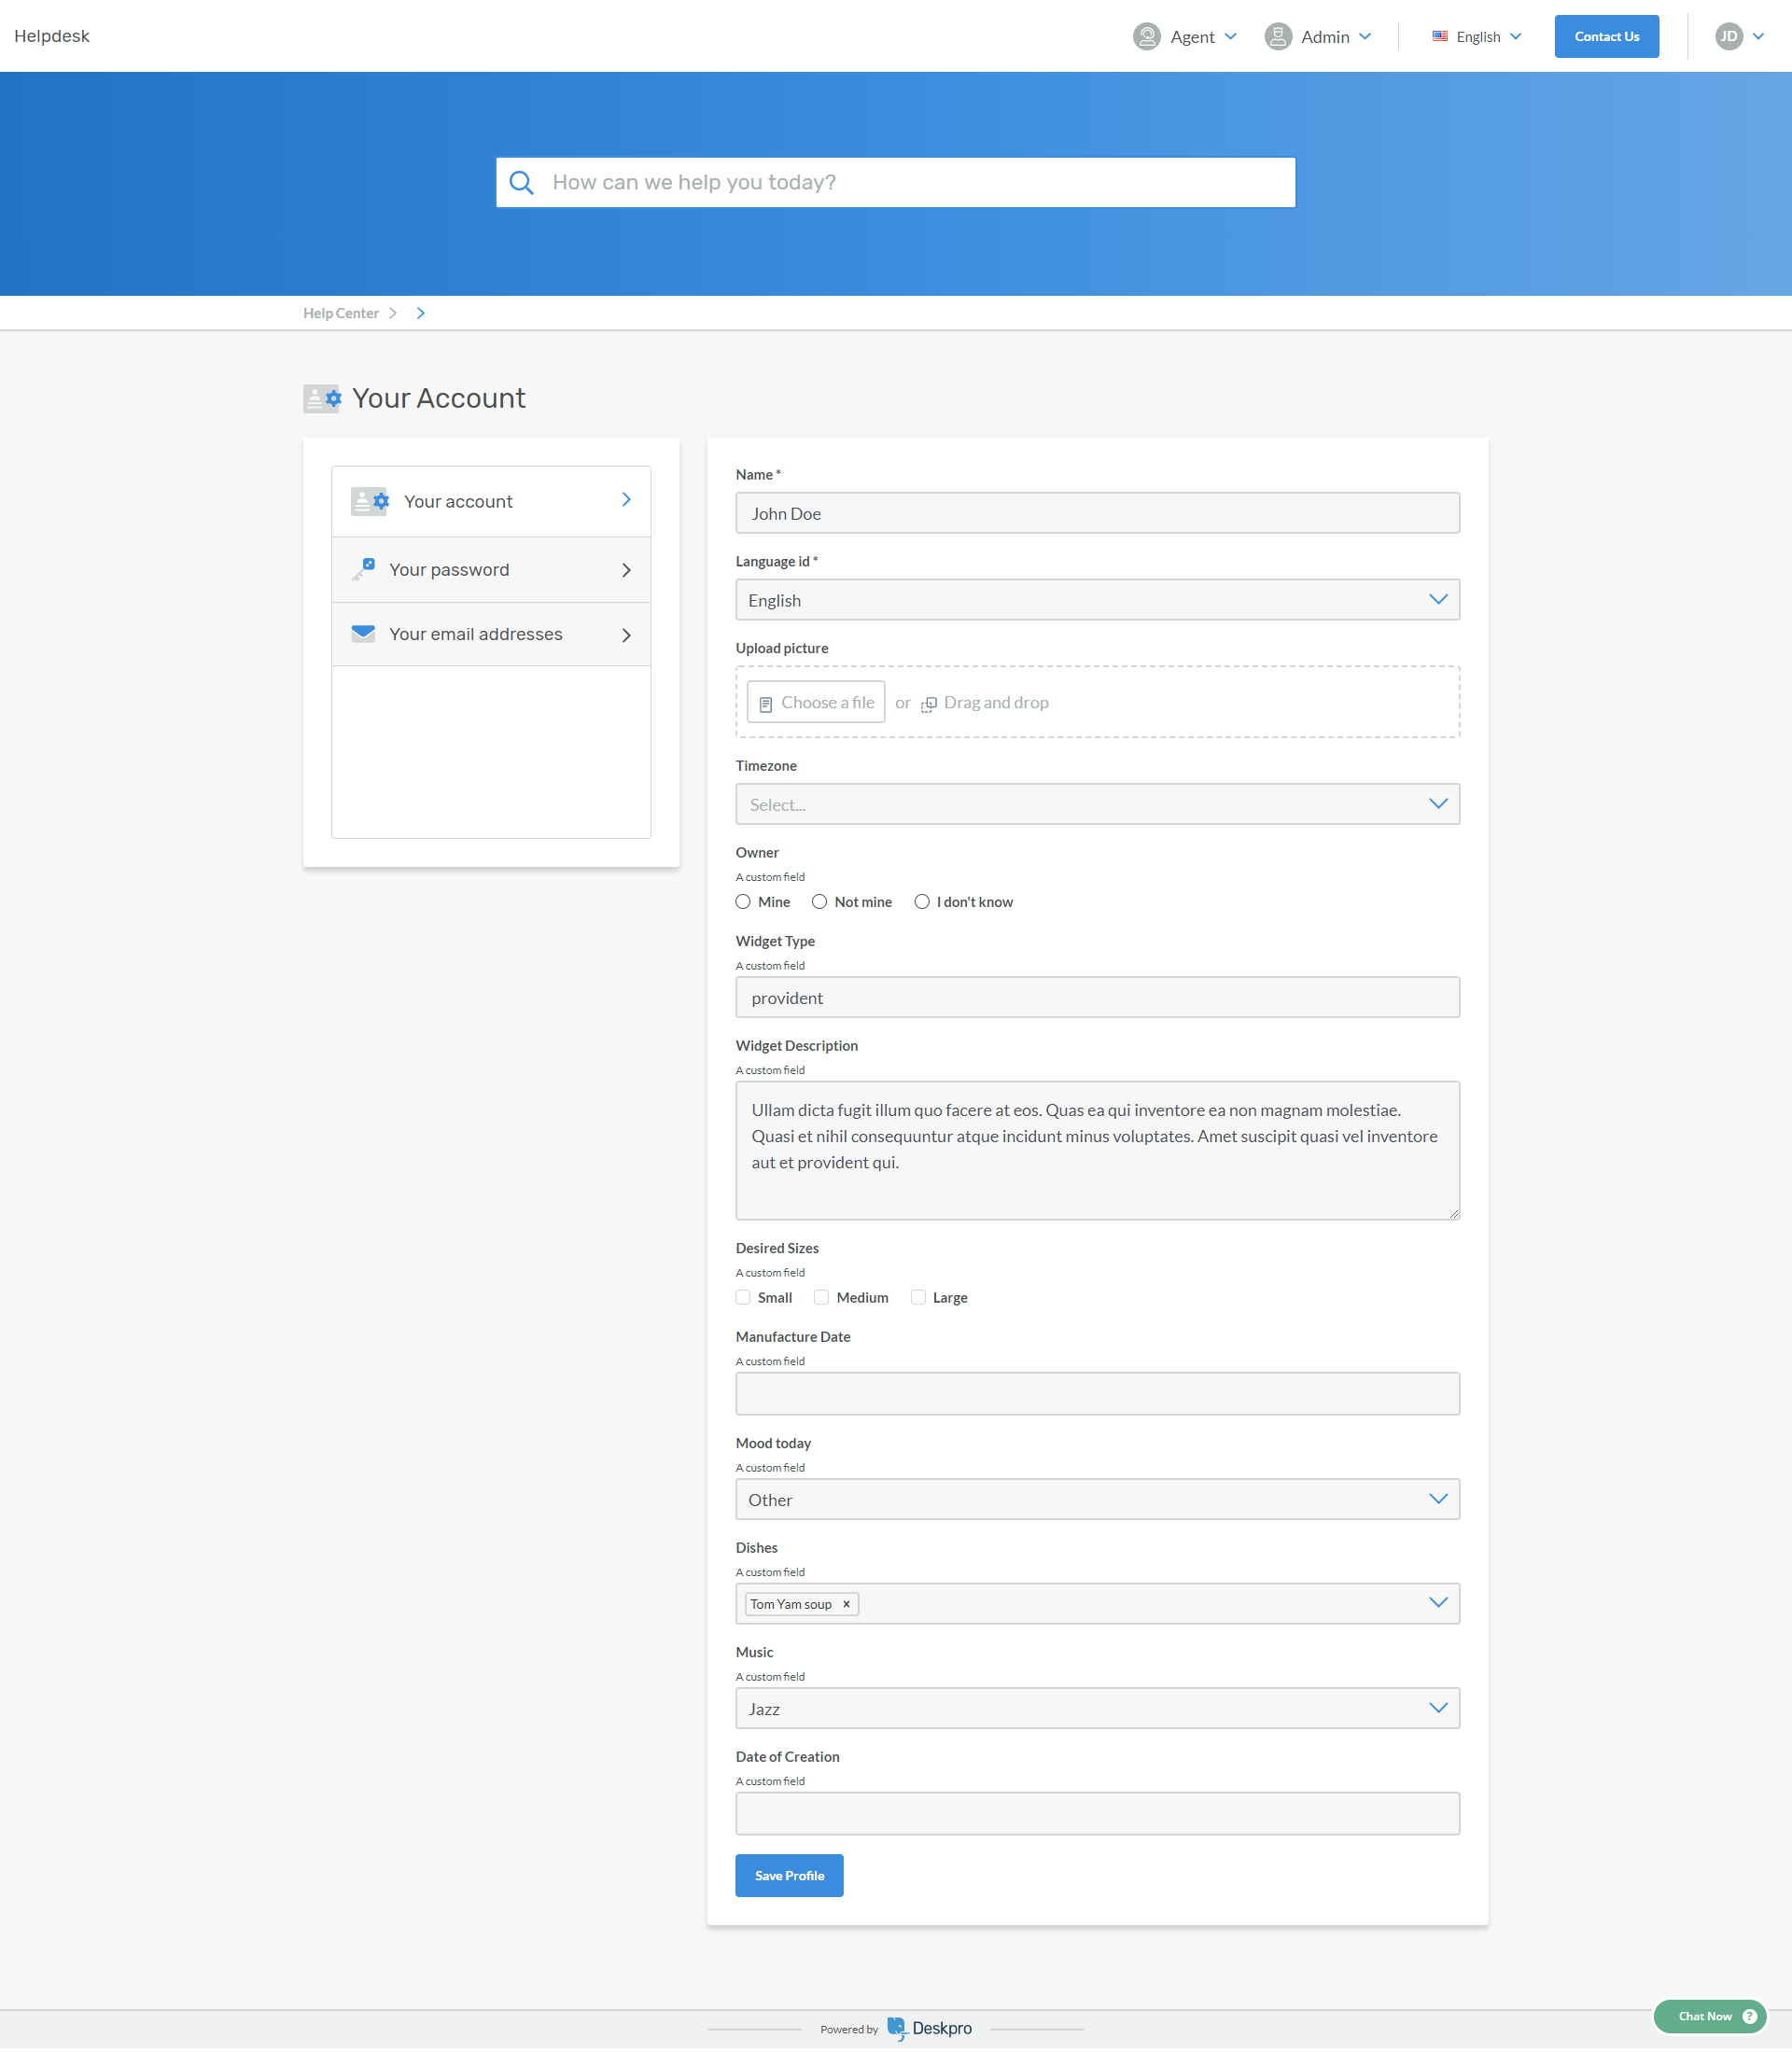 Helpdesk
Agent
Admin
English
Contact Us
JD
How can we help you today?
Help Center
Your Account
Your account
Your password
Your email addresses
Name *
John Doe
Language id *
English
Upload picture
Choose a file or Drag and drop
Timezone
Select...
Owner
A custom field
Mine Not mine I don't know
Widget Type
A custom field
provident
Widget Description
A custom field
Ullam dicta fugit illum quo facere at eos. Quas ea qui inventore ea non magnam molestiae.
Quasi et nihil consequuntur atque incidunt minus voluptates. Amet suscipit quasi vel inventore
aut et provident qui.
Desired Sizes
A custom field
Small Medium Large
Manufacture Date
A custom field
Mood today
A custom field
Other
Dishes
A custom field
Tom Yam soup x
Music
A custom field
Jazz
Date of Creation
A custom field
Save Profile
Chat Now ?
Powered by Deskpro